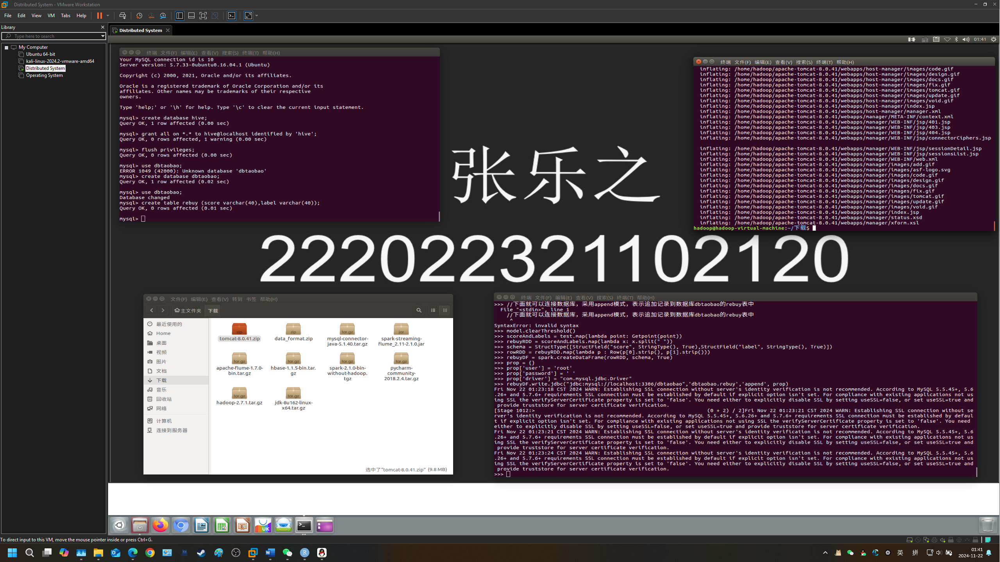 Distributed System - VMware Workstation
File Edit View VM Tabs Help
Library
Type here to search
My Computer
Ubuntu 64-bit
kali-linux-2024.2-vmware-amd64
Distributed System
Operating System
Distributed System
01:41
终端 文件(F) 编辑(E) 查看(V) 搜索(S) 终端(T) 帮助(H)
Your MySQL connection id is 10
Server version: 5.7.33-0ubuntu0.16.04.1 (Ubuntu)
Copyright (c) 2000, 2021, Oracle and/or its affiliates.
Oracle is a registered trademark of Oracle Corporation and/or its
affiliates. Other names may be trademarks of their respective
owners.
Type 'help;' or '\h' for help. Type '\c' to clear the current input statement.
mysql> create database hive;
Query OK, 1 row affected (0.00 sec)
mysql> grant all on *.* to hive@localhost identified by 'hive';
Query OK, 0 rows affected, 1 warning (0.00 sec)
mysql> flush privileges;
Query OK, 0 rows affected (0.00 sec)
mysql> use dbtaobao;
ERROR 1049 (42000): Unknown database 'dbtaobao'
mysql> create database dbtaobao;
Query OK, 1 row affected (0.02 sec)
mysql> use dbtaobao;
Database changed
mysql> create table rebuy (score varchar(40),label varchar(40));
Query OK, 0 rows affected (0.01 sec)
mysql>
终端 文件(F) 编辑(E) 查看(V) 搜索(S) 终端(T) 帮助(H)
inflating: /home/hadoop/apache-tomcat-8.0.41/webapps/host-manager/images/code.gif
inflating: /home/hadoop/apache-tomcat-8.0.41/webapps/host-manager/images/design.gif
inflating: /home/hadoop/apache-tomcat-8.0.41/webapps/host-manager/images/docs.gif
inflating: /home/hadoop/apache-tomcat-8.0.41/webapps/host-manager/images/fix.gif
inflating: /home/hadoop/apache-tomcat-8.0.41/webapps/host-manager/images/tomcat.gif
inflating: /home/hadoop/apache-tomcat-8.0.41/webapps/host-manager/images/update.gif
inflating: /home/hadoop/apache-tomcat-8.0.41/webapps/host-manager/images/void.gif
inflating: /home/hadoop/apache-tomcat-8.0.41/webapps/host-manager/index.jsp
inflating: /home/hadoop/apache-tomcat-8.0.41/webapps/host-manager/manager.xml
inflating: /home/hadoop/apache-tomcat-8.0.41/webapps/manager/META-INF/context.xml
inflating: /home/hadoop/apache-tomcat-8.0.41/webapps/manager/WEB-INF/jsp/401.jsp
inflating: /home/hadoop/apache-tomcat-8.0.41/webapps/manager/WEB-INF/jsp/403.jsp
inflating: /home/hadoop/apache-tomcat-8.0.41/webapps/manager/WEB-INF/jsp/404.jsp
inflating: /home/hadoop/apache-tomcat-8.0.41/webapps/manager/WEB-INF/jsp/connectorCiphers.jsp
inflating: /home/hadoop/apache-tomcat-8.0.41/webapps/manager/WEB-INF/jsp/sessionDetail.jsp
inflating: /home/hadoop/apache-tomcat-8.0.41/webapps/manager/WEB-INF/jsp/sessionsList.jsp
inflating: /home/hadoop/apache-tomcat-8.0.41/webapps/manager/WEB-INF/web.xml
inflating: /home/hadoop/apache-tomcat-8.0.41/webapps/manager/images/add.gif
inflating: /home/hadoop/apache-tomcat-8.0.41/webapps/manager/images/asf-logo.svg
inflating: /home/hadoop/apache-tomcat-8.0.41/webapps/manager/images/code.gif
inflating: /home/hadoop/apache-tomcat-8.0.41/webapps/manager/images/design.gif
inflating: /home/hadoop/apache-tomcat-8.0.41/webapps/manager/images/docs.gif
inflating: /home/hadoop/apache-tomcat-8.0.41/webapps/manager/images/fix.gif
inflating: /home/hadoop/apache-tomcat-8.0.41/webapps/manager/images/tomcat.gif
inflating: /home/hadoop/apache-tomcat-8.0.41/webapps/manager/images/update.gif
inflating: /home/hadoop/apache-tomcat-8.0.41/webapps/manager/images/void.gif
inflating: /home/hadoop/apache-tomcat-8.0.41/webapps/manager/index.jsp
inflating: /home/hadoop/apache-tomcat-8.0.41/webapps/manager/status.xsd
inflating: /home/hadoop/apache-tomcat-8.0.41/webapps/manager/xform.xsl
hadoop@hadoop-virtual-machine:~/下载$
张乐之
222022321102120
文件(F) 编辑(E) 查看(V) 转到 书签 帮助(H)
主文件夹 下载
最近使用的
Home
桌面
视频
图片
文档
下载
音乐
回收站
网络
计算机
连接到服务器
zip
tomcat-8.0.41.zip
zip
data_format.zip
tar.gz
mysql-connector-
java-5.1.40.tar.gz
jar
spark-streaming-
flume_2.11-2.1.0.jar
tar.gz
apache-flume-1.7.0-
bin.tar.gz
tar.gz
hbase-1.1.5-bin.tar.
gz
tar.gz
spark-2.1.0-bin-
without-hadoop.
tgz
tar.gz
pycharm-
community-
2018.2.4.tar.gz
tar.gz
hadoop-2.7.1.tar.gz
tar.gz
jdk-8u162-linux-
x64.tar.gz
选中了"tomcat-8.0.41.zip" (9.8 MB)
终端 文件(F) 编辑(E) 查看(V) 搜索(S) 终端(T) 帮助(H)
>>> //下面就可以连接数据库，采用append模式，表示追加记录到数据库dbtaobao的rebuy表中
File "<stdin>", line 1
//下面就可以连接数据库，采用append模式，表示追加记录到数据库dbtaobao的rebuy表中
^
SyntaxError: invalid syntax
>>> model.clearThreshold()
>>> scoreAndLabels = test.map(lambda point: Getpoint(point))
>>> rebuyRDD = scoreAndLabels.map(lambda x: x.split(" "))
>>> schema = StructType([StructField("score", StringType(), True),StructField("label", StringType(), True)])
>>> rowRDD = rebuyRDD.map(lambda p : Row(p[0].strip(), p[1].strip()))
>>> rebuyDF = spark.createDataFrame(rowRDD, schema, True)
>>> prop = {}
>>> prop['user'] = 'root'
>>> prop['password'] = ' '
>>> prop['driver'] = "com.mysql.jdbc.Driver"
>>> rebuyDF.write.jdbc("jdbc:mysql://localhost:3306/dbtaobao",'dbtaobao.rebuy','append', prop)
Fri Nov 22 01:23:18 CST 2024 WARN: Establishing SSL connection without server's identity verification is not recommended. According to MySQL 5.5.45+, 5.6
.26+ and 5.7.6+ requirements SSL connection must be established by default if explicit option isn't set. For compliance with existing applications not us
ing SSL the verifyServerCertificate property is set to 'false'. You need either to explicitly disable SSL by setting useSSL=false, or set useSSL=true and
provide truststore for server certificate verification.
[Stage 1012:> (0 + 2) / 2]Fri Nov 22 01:23:21 CST 2024 WARN: Establishing SSL connection without se
rver's identity verification is not recommended. According to MySQL 5.5.45+, 5.6.26+ and 5.7.6+ requirements SSL connection must be established by defaul
t if explicit option isn't set. For compliance with existing applications not using SSL the verifyServerCertificate property is set to 'false'. You need
either to explicitly disable SSL by setting useSSL=false, or set useSSL=true and provide truststore for server certificate verification.
Fri Nov 22 01:23:21 CST 2024 WARN: Establishing SSL connection without server's identity verification is not recommended. According to MySQL 5.5.45+, 5.6
.26+ and 5.7.6+ requirements SSL connection must be established by default if explicit option isn't set. For compliance with existing applications not us
ing SSL the verifyServerCertificate property is set to 'false'. You need either to explicitly disable SSL by setting useSSL=false, or set useSSL=true and
provide truststore for server certificate verification.
Fri Nov 22 01:23:24 CST 2024 WARN: Establishing SSL connection without server's identity verification is not recommended. According to MySQL 5.5.45+, 5.6
.26+ and 5.7.6+ requirements SSL connection must be established by default if explicit option isn't set. For compliance with existing applications not us
ing SSL the verifyServerCertificate property is set to 'false'. You need either to explicitly disable SSL by setting useSSL=false, or set useSSL=true and
provide truststore for server certificate verification.
>>>
UK
To direct input to this VM, move the mouse pointer inside or press Ctrl+G.
英 拼
01:41
2024-11-22